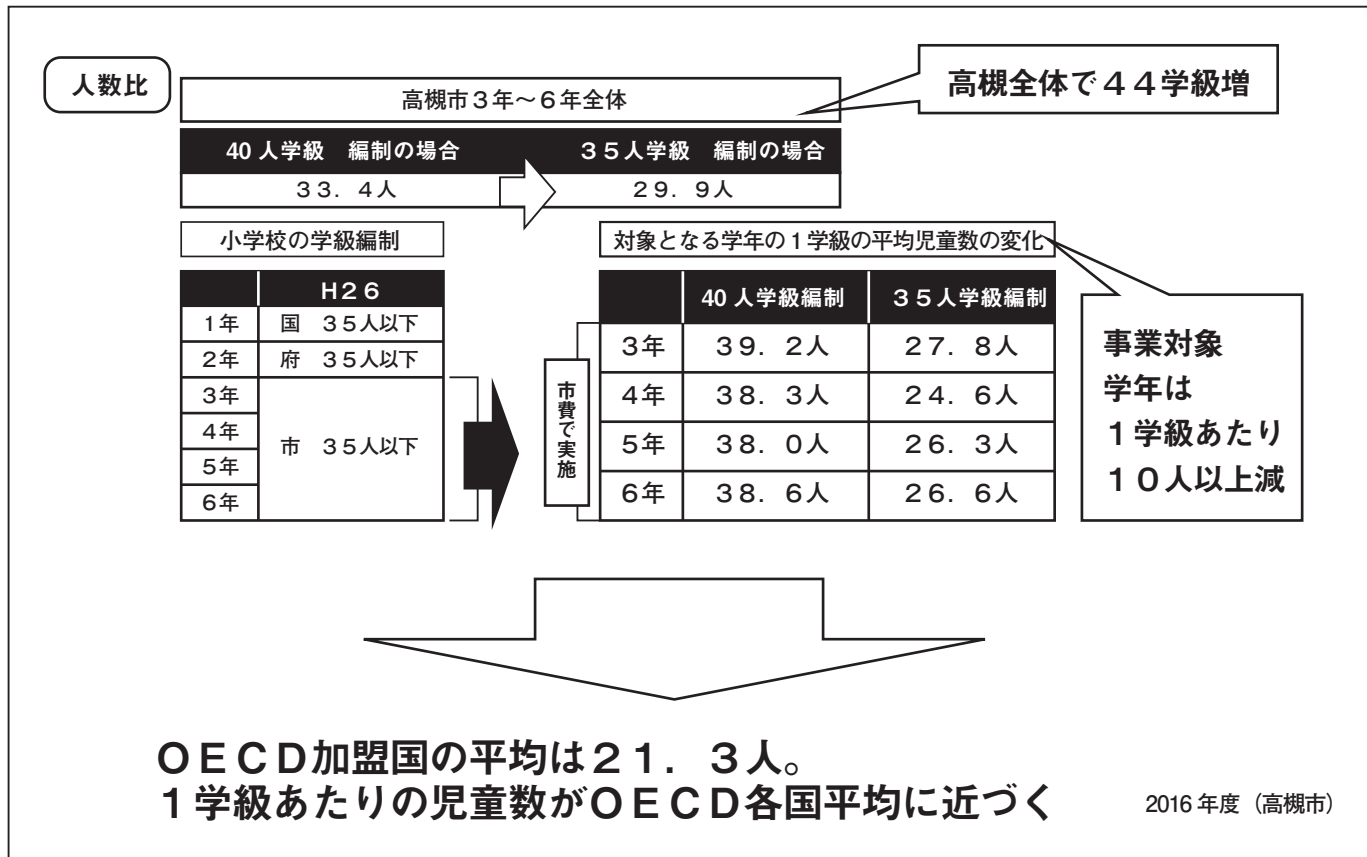 人数比
高槻市3年〜6年全体
高槻全体で44学級増
40人学級 編制の場合 35人学級 編制の場合
33.4人 29.9人
小学校の学級編制
H26
1年 国 35人以下
2年 府 35人以下
3年
4年
5年
6年
市 35人以下
市費で実施
対象となる学年の1学級の平均児童数の変化
40人学級編制 35人学級編制
3年 39.2人 27.8人
4年 38.3人 24.6人
5年 38.0人 26.3人
6年 38.6人 26.6人
事業対象
学年は
1学級あたり
10人以上減
OECD加盟国の平均は21.3人。
1学級あたりの児童数がOECD各国平均に近づく
2016年度(高槻市)